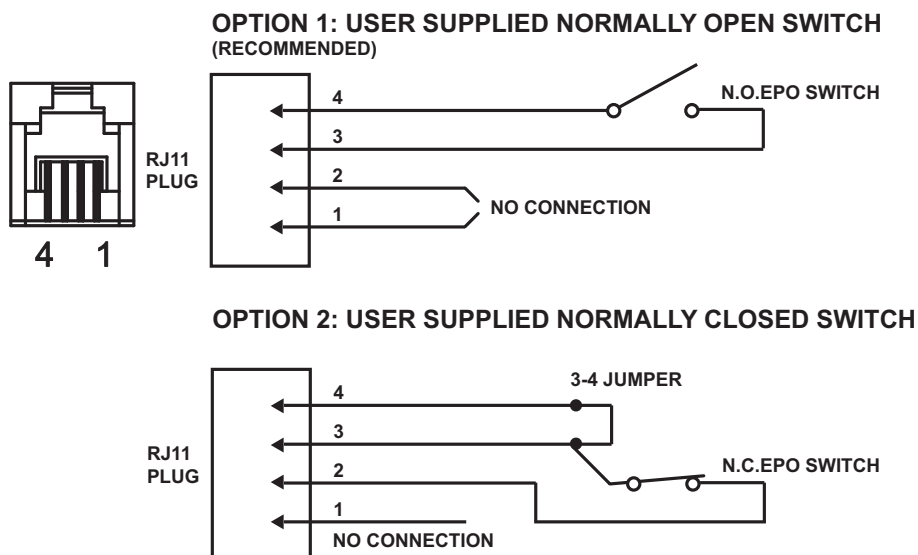 OPTION 1: USER SUPPLIED NORMALLY OPEN SWITCH
(RECOMMENDED)
4
N.O.EPO SWITCH
3
RJ11
PLUG
2
NO CONNECTION
1
4 1
OPTION 2: USER SUPPLIED NORMALLY CLOSED SWITCH
3-4 JUMPER
4
3
RJ11
PLUG
N.C.EPO SWITCH
2
1
NO CONNECTION